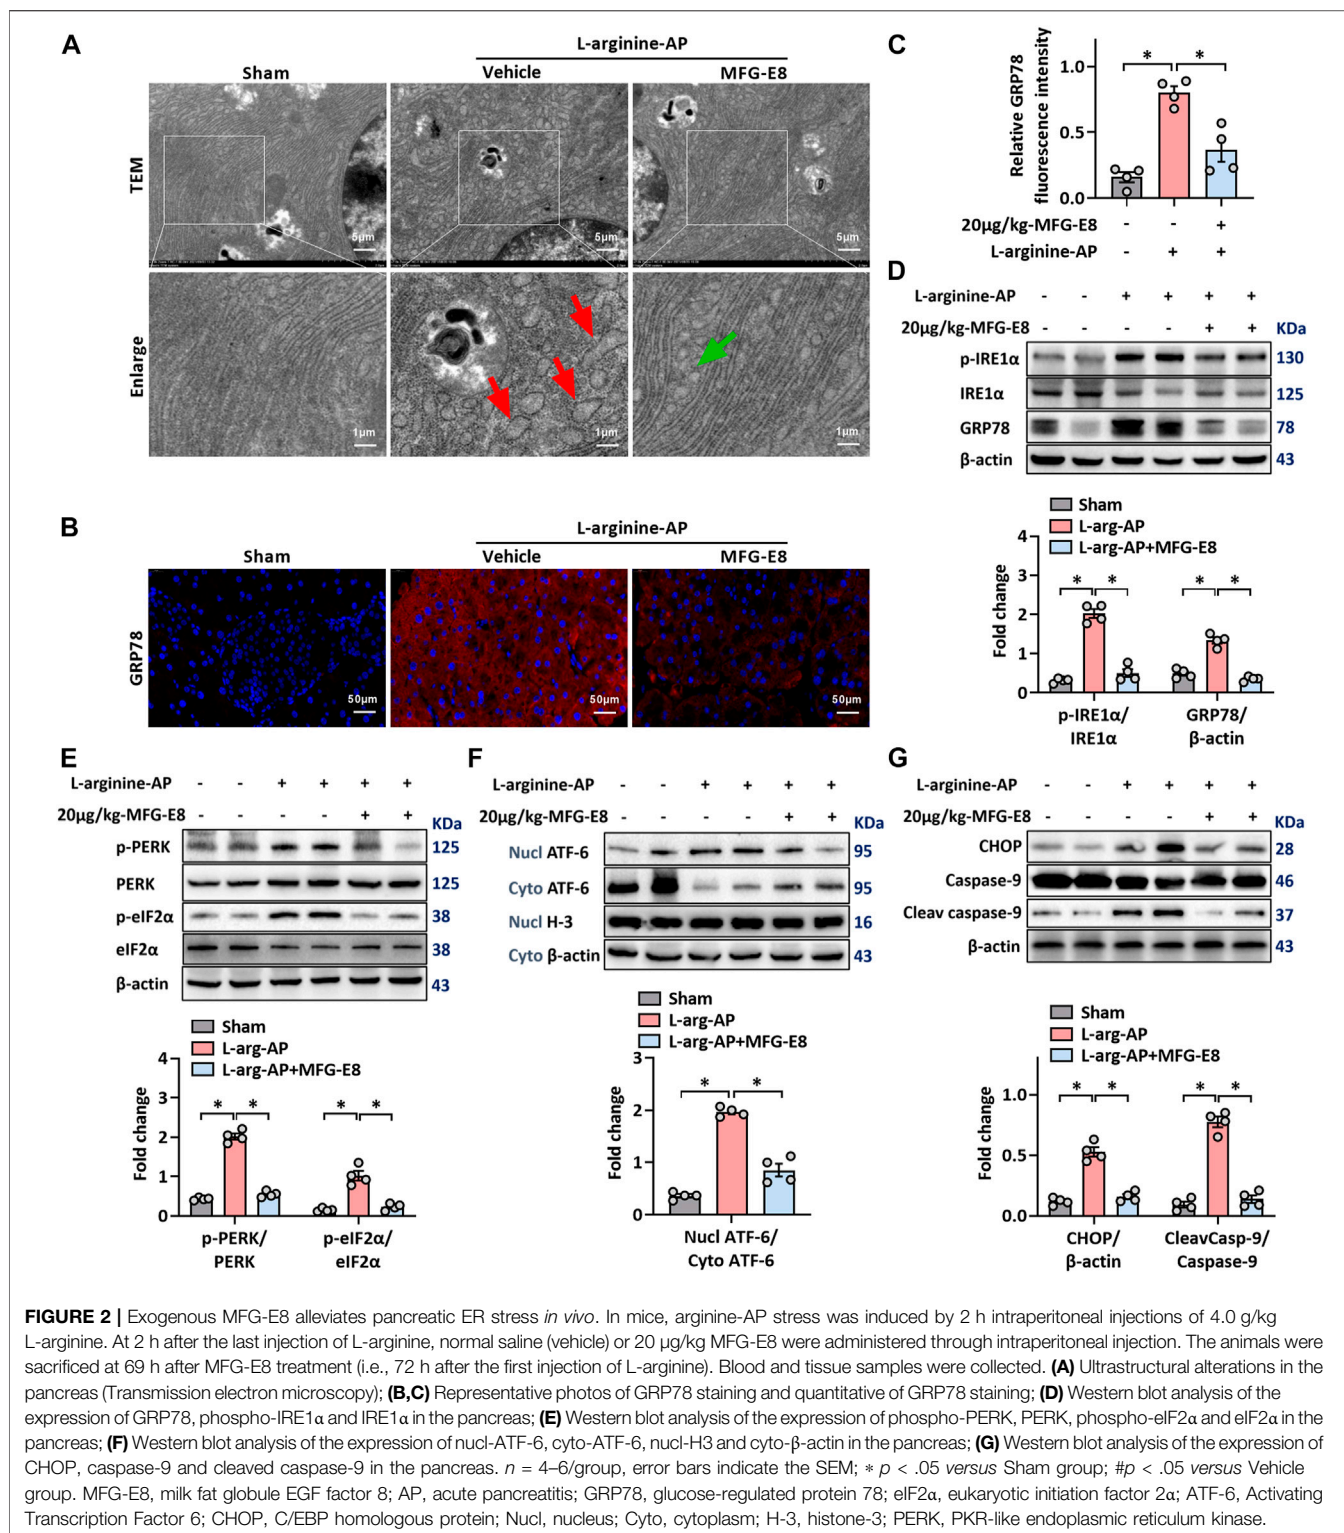 A
L-arginine-AP
Sham Vehicle MFG-E8
TEM
5μm 5μm 5μm
Enlarge
1μm 1μm 1μm
B
L-arginine-AP
Sham Vehicle MFG-E8
GRP78
50μm 50μm 50μm
C
Relative GRP78
fluorescence intensity
1.0
0.5
0.0
* *
20μg/kg-MFG-E8 - - +
L-arginine-AP - + +
D
L-arginine-AP - - + + + +
20μg/kg-MFG-E8 - - - - + + KDa
p-IRE1α 130
IRE1α 125
GRP78 78
β-actin 43
Sham
L-arg-AP
L-arg-AP+MFG-E8
Fold change
4
3
2
1
0
* * * *
p-IRE1α/ GRP78/
IRE1α β-actin
E
L-arginine-AP - - + + + +
20μg/kg-MFG-E8 - - - - + + KDa
p-PERK 125
PERK 125
p-eIF2α 38
eIF2α 38
β-actin 43
Sham
L-arg-AP
L-arg-AP+MFG-E8
Fold change
4
3
2
1
0
* * * *
p-PERK/ p-eIF2α/
PERK eIF2α
F
L-arginine-AP - - + + + +
20μg/kg-MFG-E8 - - - - + + KDa
Nucl ATF-6 95
Cyto ATF-6 95
Nucl H-3 16
Cyto β-actin 43
Sham
L-arg-AP
L-arg-AP+MFG-E8
Fold change
3
2
1
0
* *
Nucl ATF-6/
Cyto ATF-6
G
L-arginine-AP - - + + + +
20μg/kg-MFG-E8 - - - - + + KDa
CHOP 28
Caspase-9 46
Cleav caspase-9 37
β-actin 43
Sham
L-arg-AP
L-arg-AP+MFG-E8
Fold change
1.0
0.5
0.0
* * * *
CHOP/ CleavCasp-9/
β-actin Caspase-9
FIGURE 2 | Exogenous MFG-E8 alleviates pancreatic ER stress in vivo. In mice, arginine-AP stress was induced by 2 h intraperitoneal injections of 4.0 g/kg
L-arginine. At 2 h after the last injection of L-arginine, normal saline (vehicle) or 20 μg/kg MFG-E8 were administered through intraperitoneal injection. The animals were
sacrificed at 69 h after MFG-E8 treatment (i.e., 72 h after the first injection of L-arginine). Blood and tissue samples were collected. (A) Ultrastructural alterations in the
pancreas (Transmission electron microscopy); (B,C) Representative photos of GRP78 staining and quantitative of GRP78 staining; (D) Western blot analysis of the
expression of GRP78, phospho-IRE1α and IRE1α in the pancreas; (E) Western blot analysis of the expression of phospho-PERK, PERK, phospho-eIF2α and eIF2α in the
pancreas; (F) Western blot analysis of the expression of nucl-ATF-6, cyto-ATF-6, nucl-H3 and cyto-β-actin in the pancreas; (G) Western blot analysis of the expression of
CHOP, caspase-9 and cleaved caspase-9 in the pancreas. n = 4–6/group, error bars indicate the SEM; * p < .05 versus Sham group; #p < .05 versus Vehicle
group. MFG-E8, milk fat globule EGF factor 8; AP, acute pancreatitis; GRP78, glucose-regulated protein 78; eIF2α, eukaryotic initiation factor 2α; ATF-6, Activating
Transcription Factor 6; CHOP, C/EBP homologous protein; Nucl, nucleus; Cyto, cytoplasm; H-3, histone-3; PERK, PKR-like endoplasmic reticulum kinase.